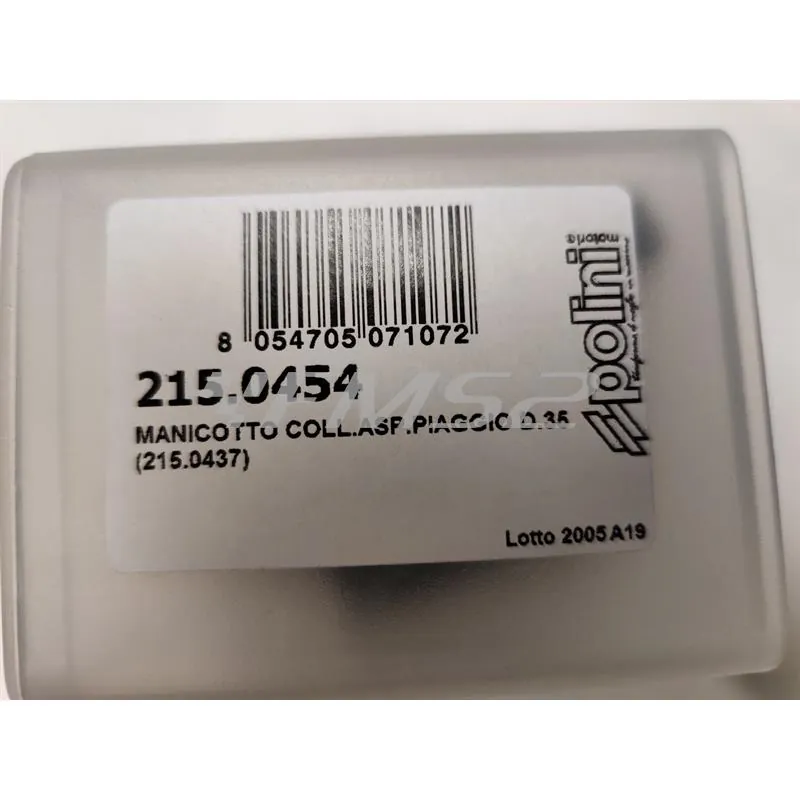 8 054705 071072
215.0454
MANICOTTO COLL.ASP.PIAGGIO D.35
(215.0437)
Lotto 2005 A19
polini
motori®